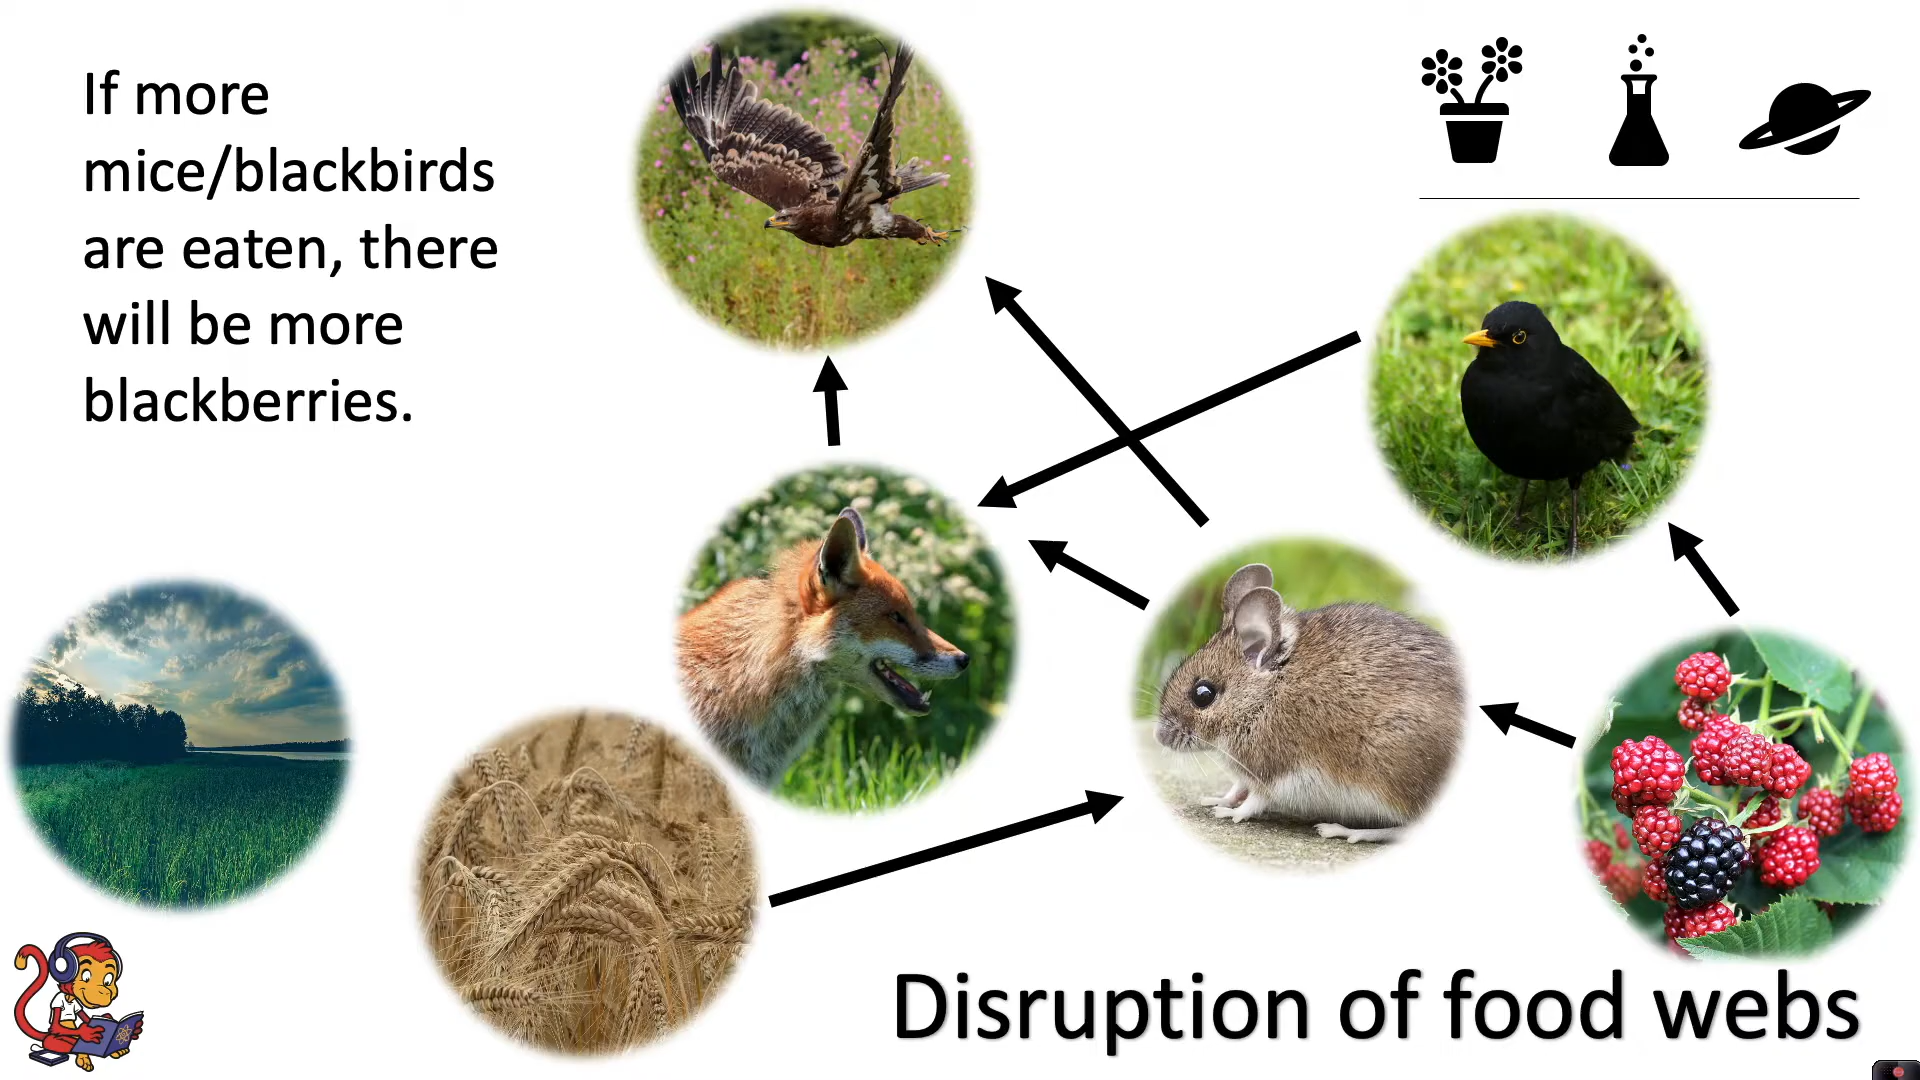 If more
mice/blackbirds
are eaten, there
will be more
blackberries.
Disruption of food webs